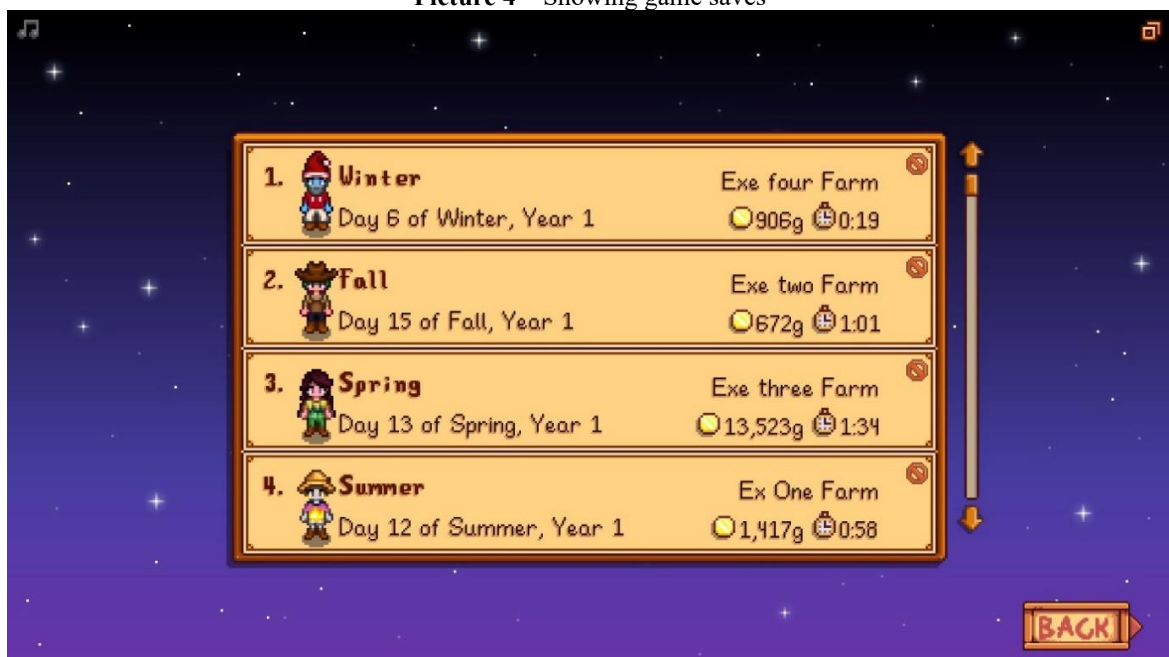 Picture 4 – Showing game saves
1. Winter Exe four Farm
Day 6 of Winter, Year 1 906g 0:19
2. Fall Exe two Farm
Day 15 of Fall, Year 1 672g 1:01
3. Spring Exe three Farm
Day 13 of Spring, Year 1 13,523g 1:34
4. Summer Ex One Farm
Day 12 of Summer, Year 1 1,417g 0:58
BACK